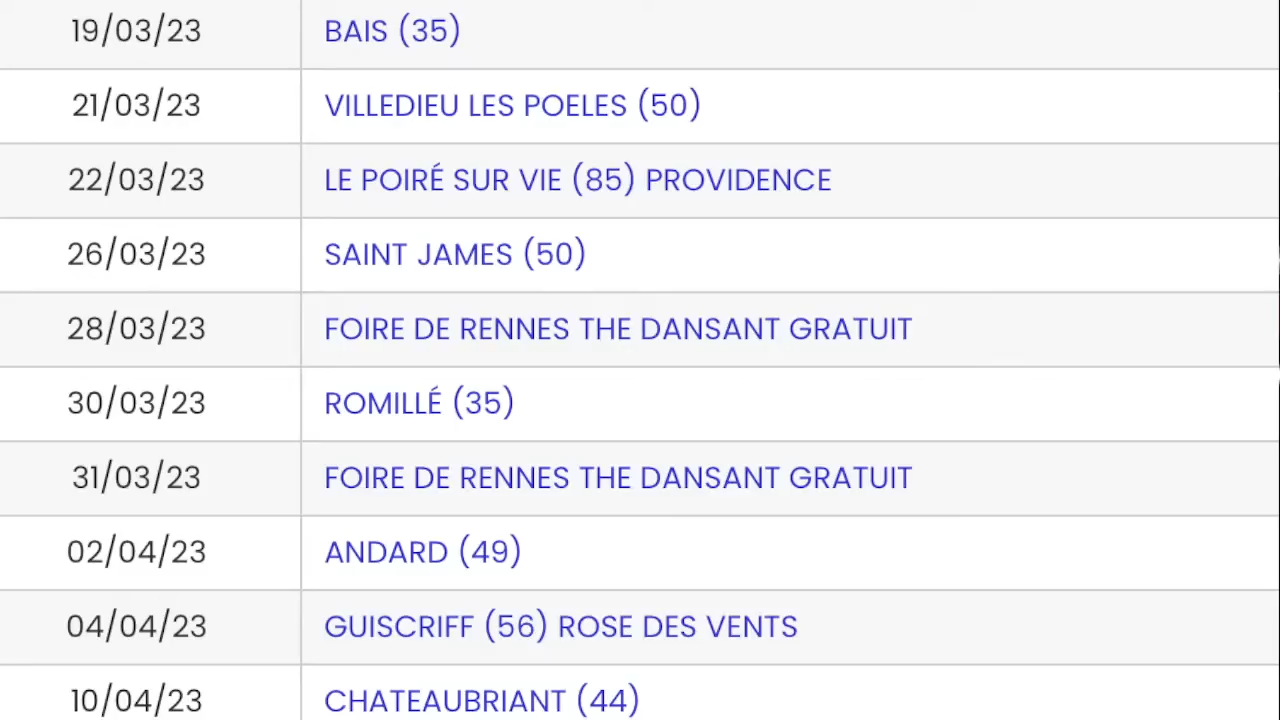 19/03/23 BAIS (35)
21/03/23 VILLEDIEU LES POELES (50)
22/03/23 LE POIRÉ SUR VIE (85) PROVIDENCE
26/03/23 SAINT JAMES (50)
28/03/23 FOIRE DE RENNES THE DANSANT GRATUIT
30/03/23 ROMILLÉ (35)
31/03/23 FOIRE DE RENNES THE DANSANT GRATUIT
02/04/23 ANDARD (49)
04/04/23 GUISCRIFF (56) ROSE DES VENTS
10/04/23 CHATEAUBRIANT (44)